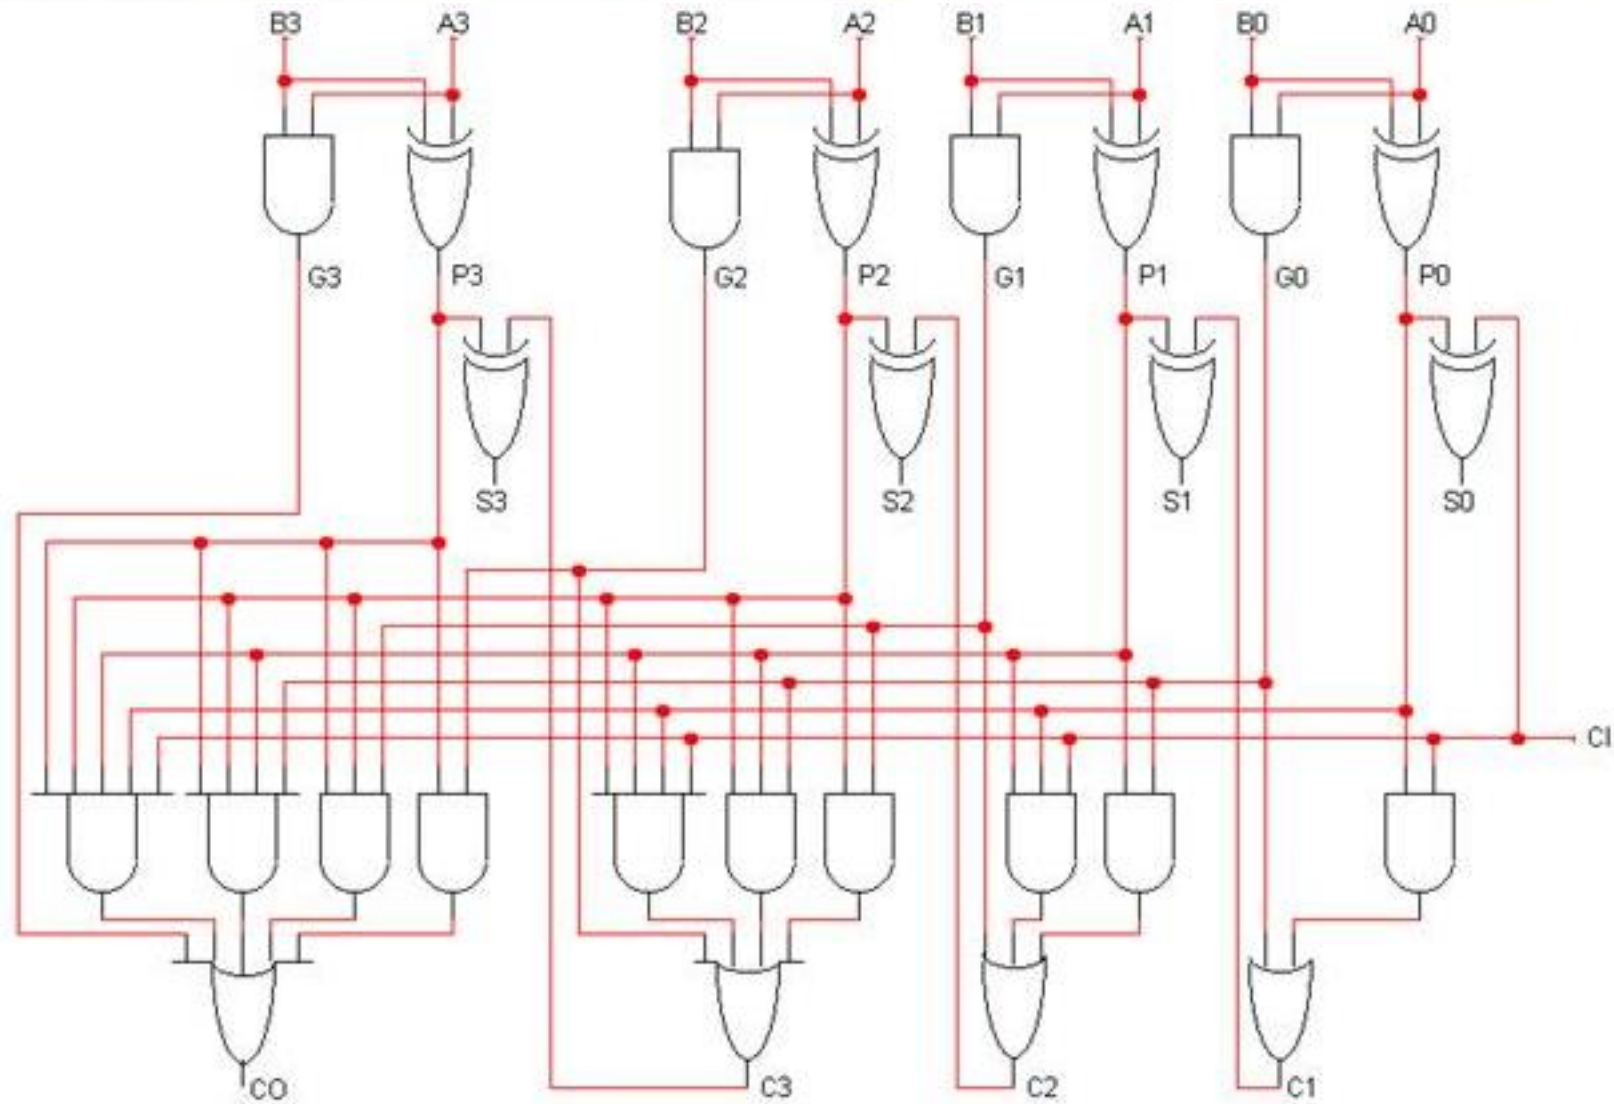 B3 A3 B2 A2 B1 A1 B0 A0
G3 P3 G2 P2 G1 P1 G0 P0
S3 S2 S1 S0
CI
CO C3 C2 C1